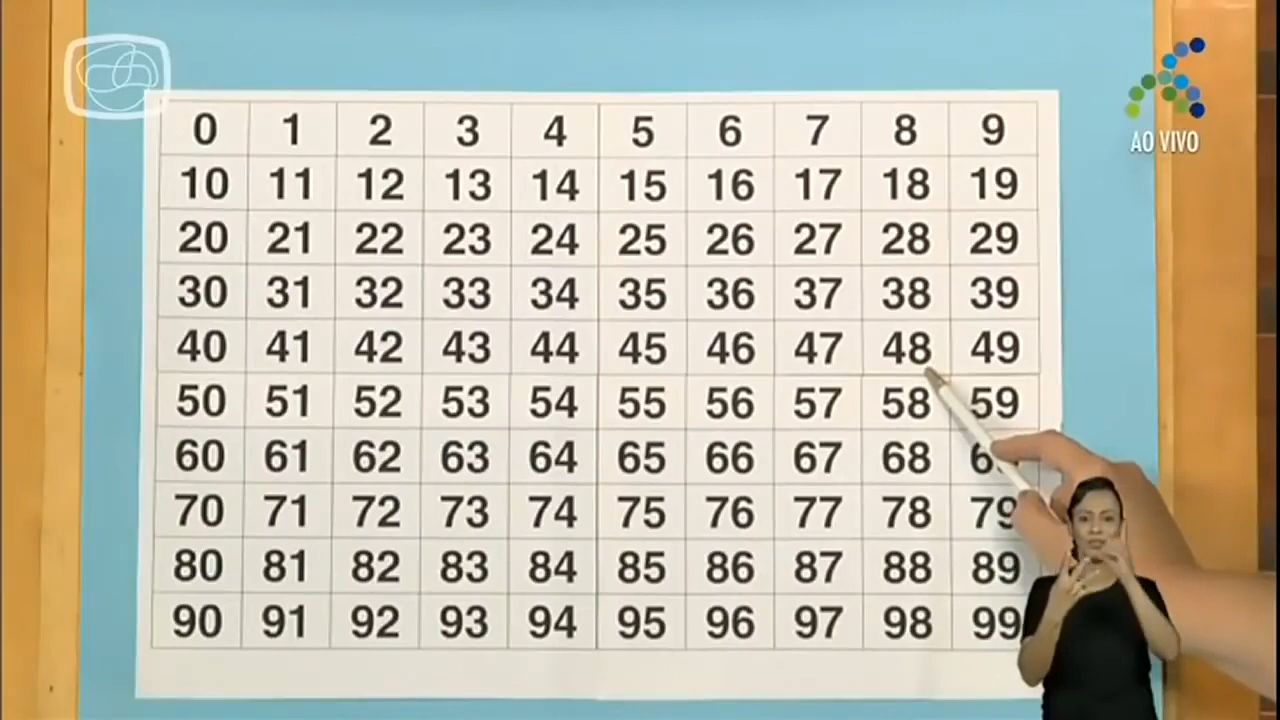 0 1 2 3 4 5 6 7 8 9
AO VIVO
10 11 12 13 14 15 16 17 18 19
20 21 22 23 24 25 26 27 28 29
30 31 32 33 34 35 36 37 38 39
40 41 42 43 44 45 46 47 48 49
50 51 52 53 54 55 56 57 58 59
60 61 62 63 64 65 66 67 68
70 71 72 73 74 75 76 77 78 79
80 81 82 83 84 85 86 87 88 89
90 91 92 93 94 95 96 97 98 99